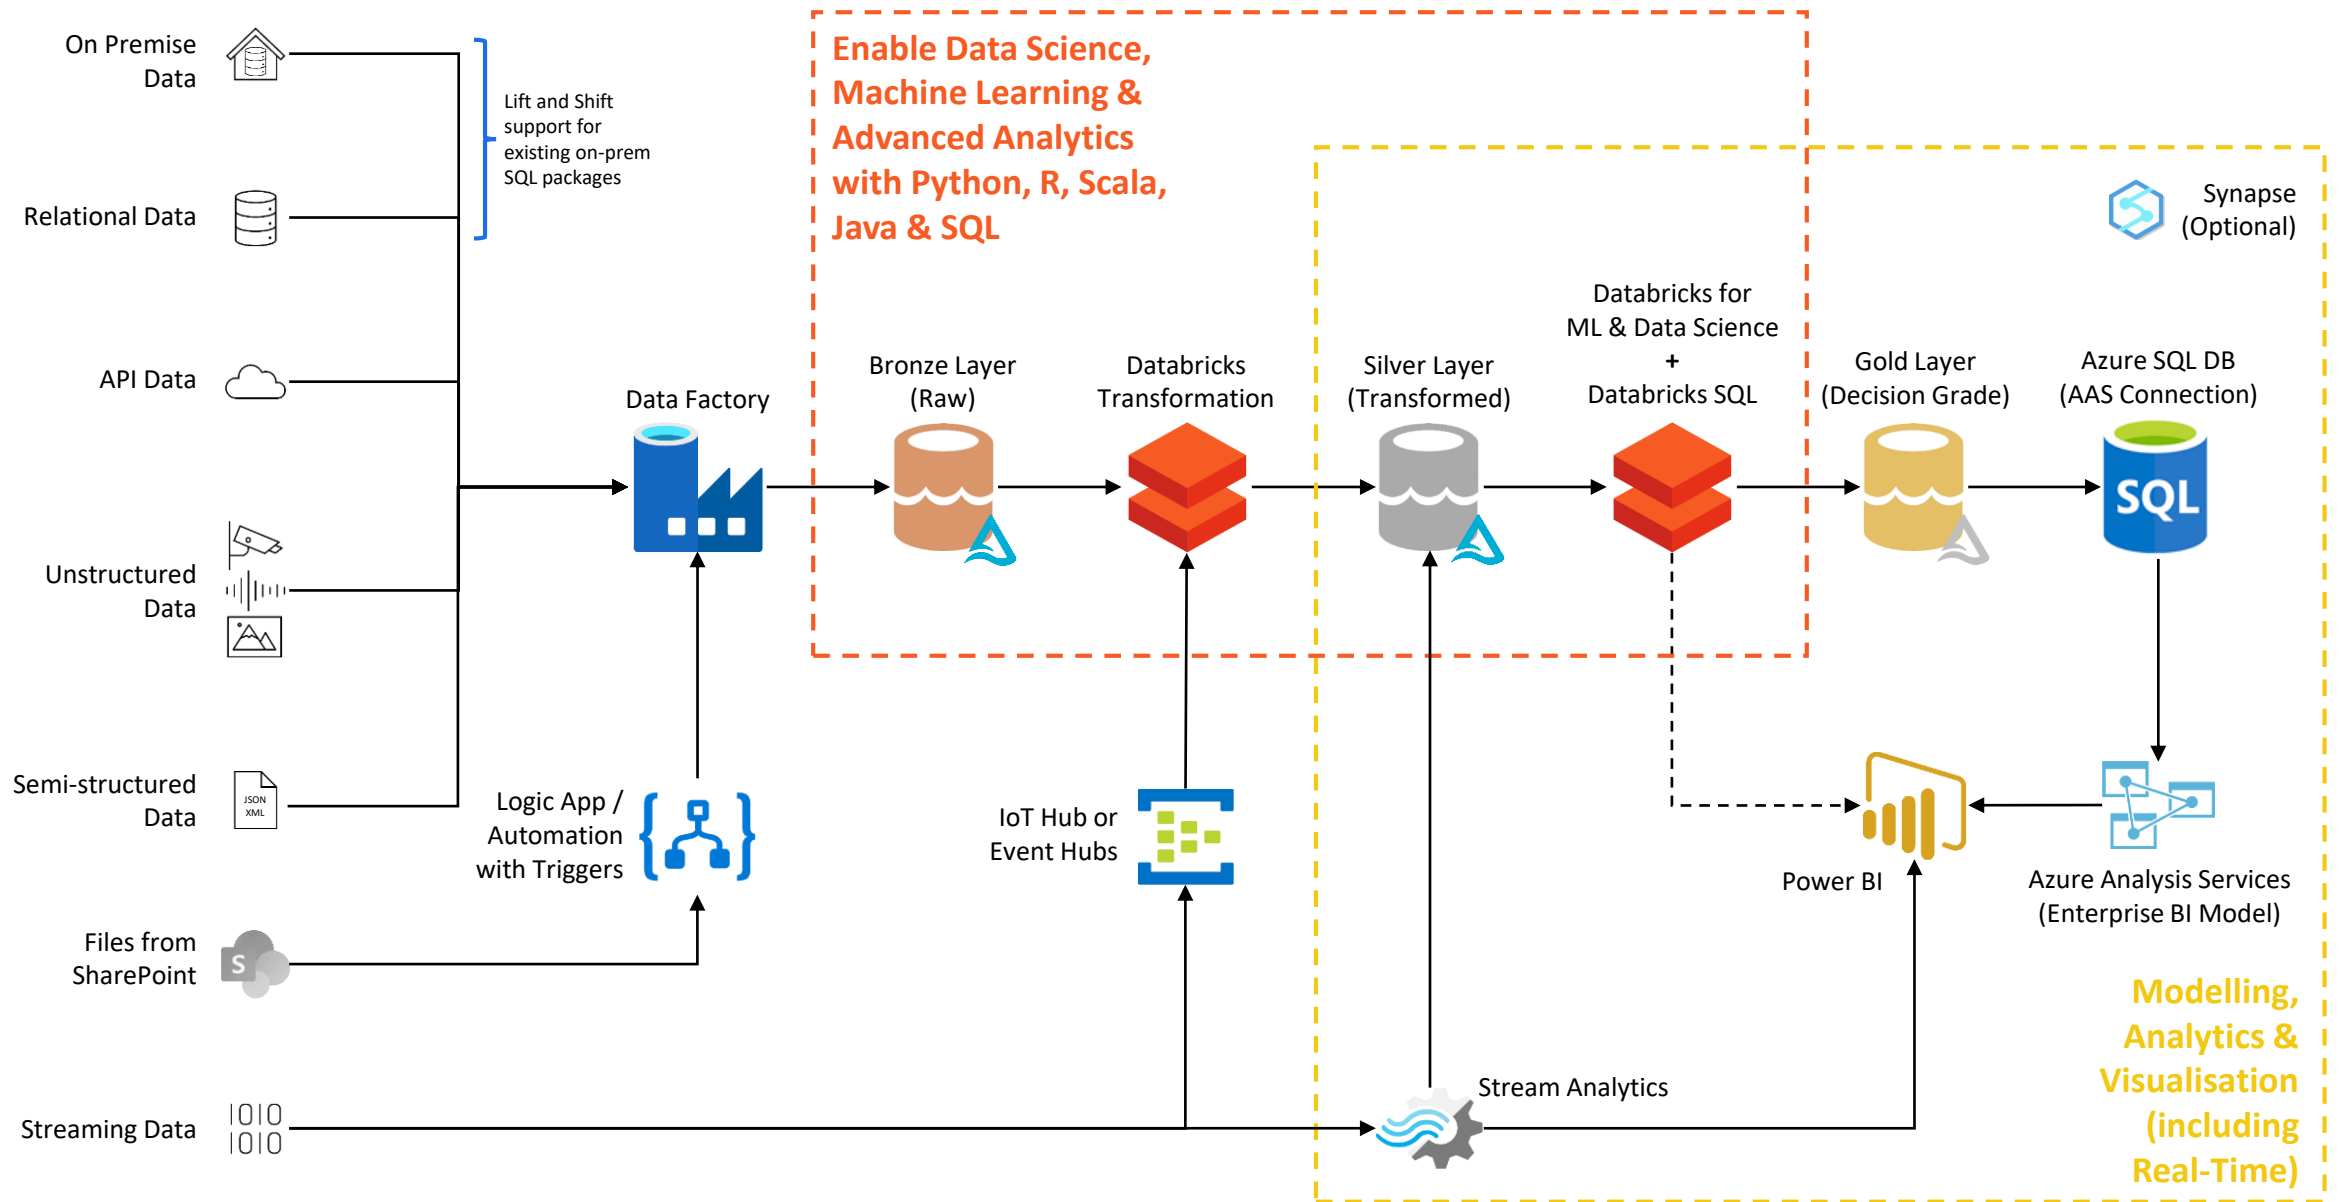 On Premise
Data
Lift and Shift
support for
existing on-prem
SQL packages
Relational Data
API Data
Unstructured
Data
Semi-structured
Data
JSON
XML
Files from
SharePoint
S
Streaming Data
IOIO
IOIO
Data Factory
Logic App /
Automation
with Triggers
Enable Data Science,
Machine Learning &
Advanced Analytics
with Python, R, Scala,
Java & SQL
Bronze Layer
(Raw)
Databricks
Transformation
IoT Hub or
Event Hubs
Silver Layer
(Transformed)
Databricks for
ML & Data Science
+
Databricks SQL
Gold Layer
(Decision Grade)
Azure SQL DB
(AAS Connection)
SQL
Synapse
(Optional)
Power BI
Azure Analysis Services
(Enterprise BI Model)
Stream Analytics
Modelling,
Analytics &
Visualisation
(including
Real-Time)